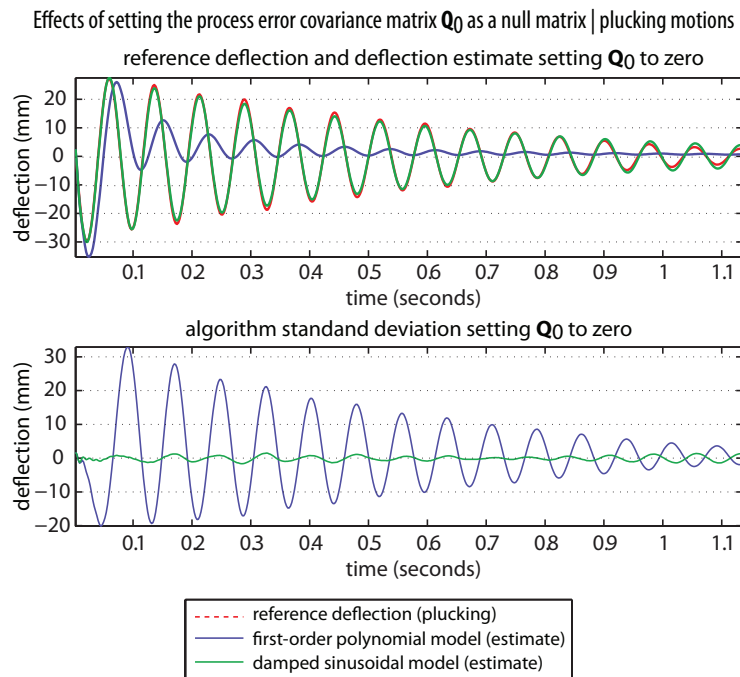 Effects of setting the process error covariance matrix Q0 as a null matrix | plucking motions
reference deflection and deflection estimate setting Q0 to zero
deflection (mm)
20
10
0
−10
−20
−30
0.1 0.2 0.3 0.4 0.5 0.6 0.7 0.8 0.9 1 1.1
time (seconds)
algorithm standand deviation setting Q0 to zero
deflection (mm)
30
20
10
0
−10
−20
0.1 0.2 0.3 0.4 0.5 0.6 0.7 0.8 0.9 1 1.1
time (seconds)
reference deflection (plucking)
first-order polynomial model (estimate)
damped sinusoidal model (estimate)